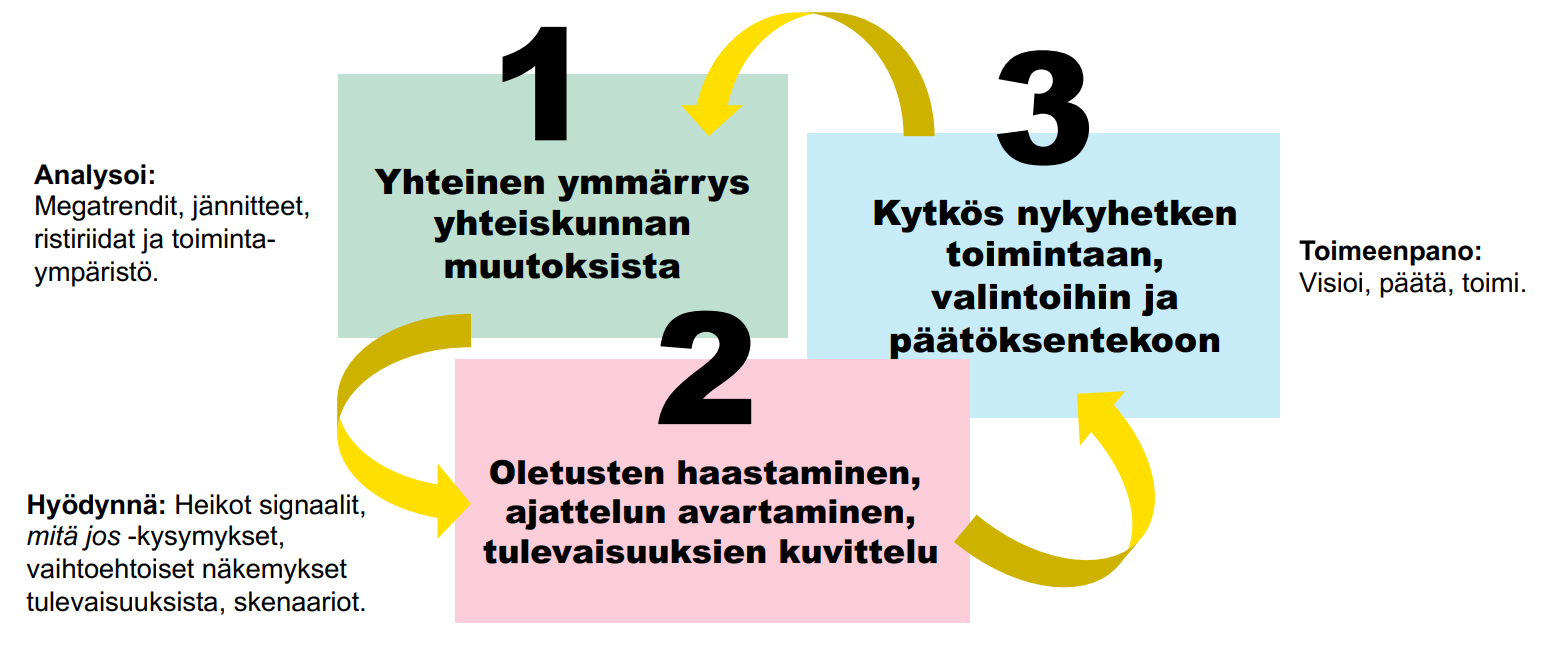 1
Yhteinen ymmärrys
yhteiskunnan
muutoksista
Analysoi:
Megatrendit, jännitteet,
ristiriidat ja toiminta-
ympäristö.
2
Oletusten haastaminen,
ajattelun avartaminen,
tulevaisuuksien kuvittelu
Hyödynnä: Heikot signaalit,
mitä jos -kysymykset,
vaihtoehtoiset näkemykset
tulevaisuuksista, skenaariot.
3
Kytkös nykyhetken
toimintaan,
valintoihin ja
päätöksentekoon
Toimeenpano:
Visioi, päätä, toimi.